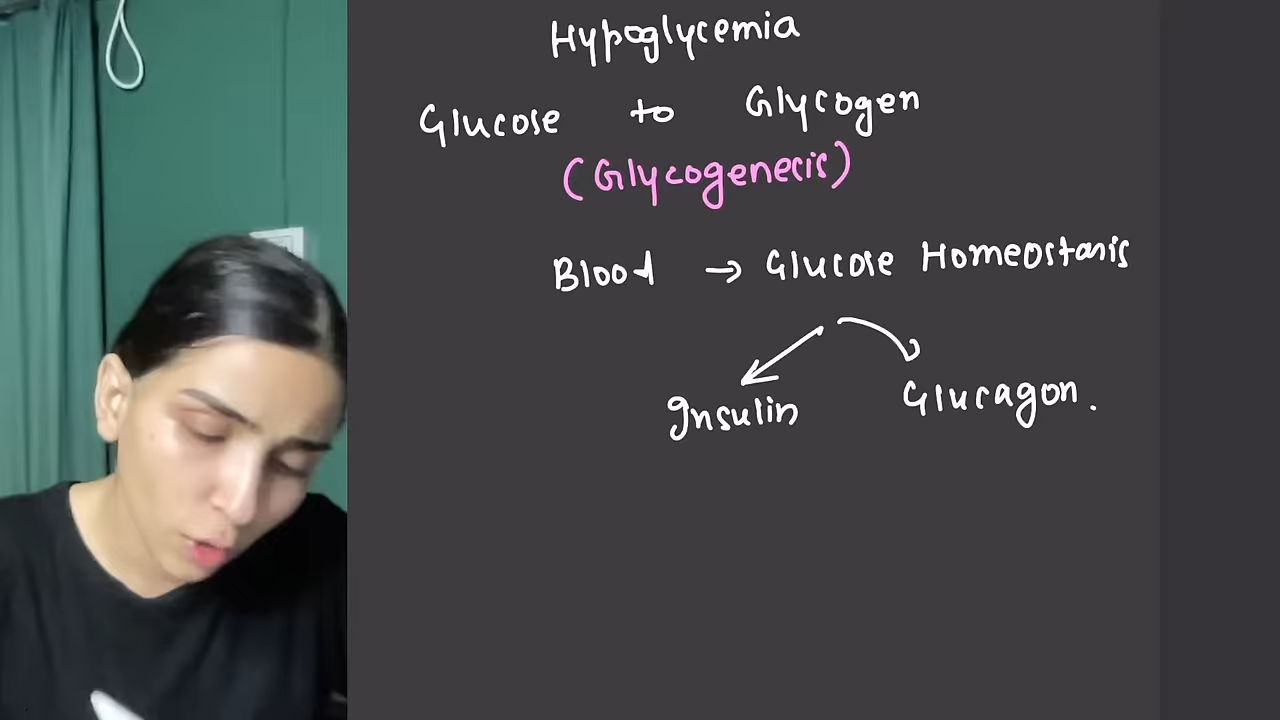 Hypoglycemia
Glucose to Glycogen
(Glycogenesis)
Blood → Glucose Homeostasis
Insulin Glucagon.